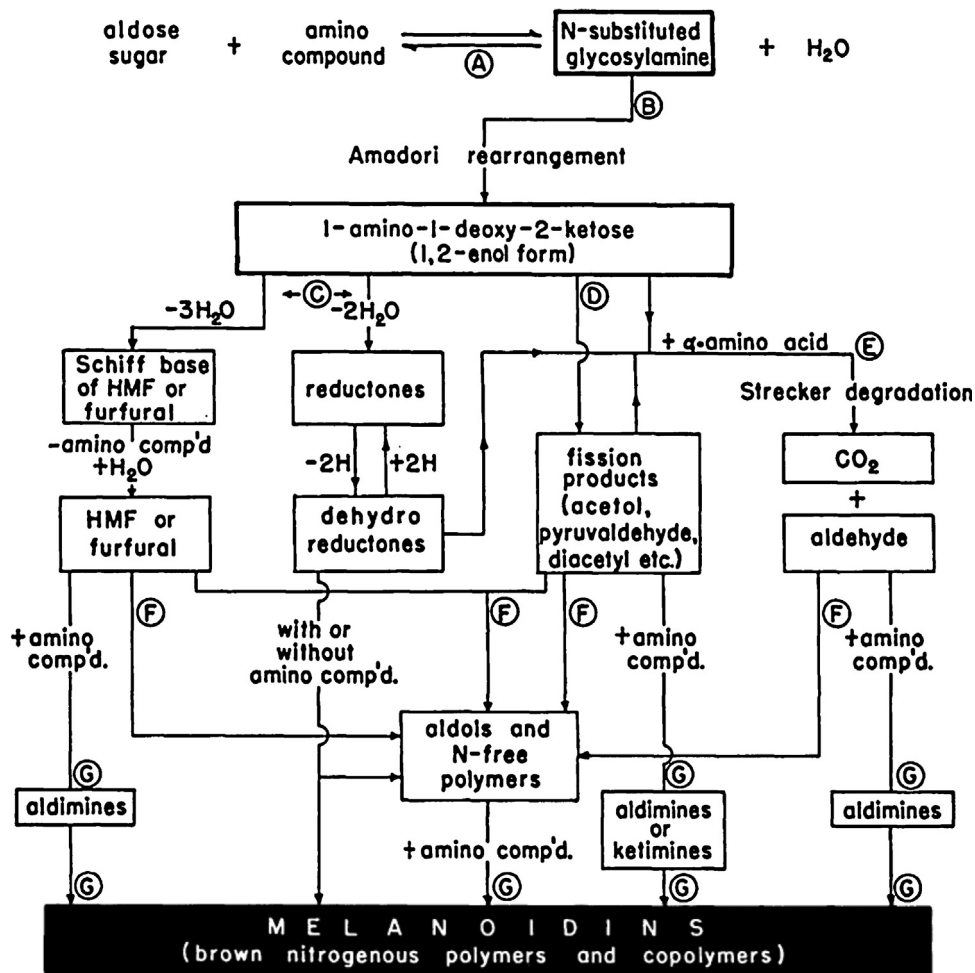 aldose sugar
+
amino compound
Ⓐ
N-substituted glycosylamine
+ H₂O
Ⓑ
Amadori rearrangement
1-amino-1-deoxy-2-ketose
(1,2-enol form)
Ⓒ
-3H₂O
-2H₂O
Ⓓ
+ α-amino acid
Ⓔ
Schiff base
of HMF or
furfural
reductones
Strecker degradation
-amino comp'd
+H₂O
-2H
+2H
fission
products
(acetol,
pyruvaldehyde,
diacetyl etc.)
CO₂
+
HMF or
furfural
dehydro
reductones
aldehyde
Ⓕ
Ⓕ
Ⓕ
Ⓕ
+amino
comp'd.
with or
without
amino comp'd.
+amino
comp'd.
+amino
comp'd.
aldols and
N-free
polymers
Ⓖ
Ⓖ
Ⓖ
aldimines
aldimines
or
ketimines
aldimines
+amino comp'd.
Ⓖ
Ⓖ
Ⓖ
Ⓖ
MELANOIDINS
(brown nitrogenous polymers and copolymers)